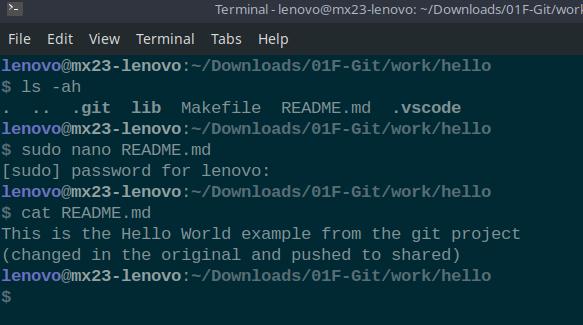 Terminal - lenovo@mx23-lenovo: ~/Downloads/01F-Git/work
File Edit View Terminal Tabs Help
lenovo@mx23-lenovo:~/Downloads/01F-Git/work/hello
$ ls -ah
. .. .git lib Makefile README.md .vscode
lenovo@mx23-lenovo:~/Downloads/01F-Git/work/hello
$ sudo nano README.md
[sudo] password for lenovo:
lenovo@mx23-lenovo:~/Downloads/01F-Git/work/hello
$ cat README.md
This is the Hello World example from the git project
(changed in the original and pushed to shared)
lenovo@mx23-lenovo:~/Downloads/01F-Git/work/hello
$